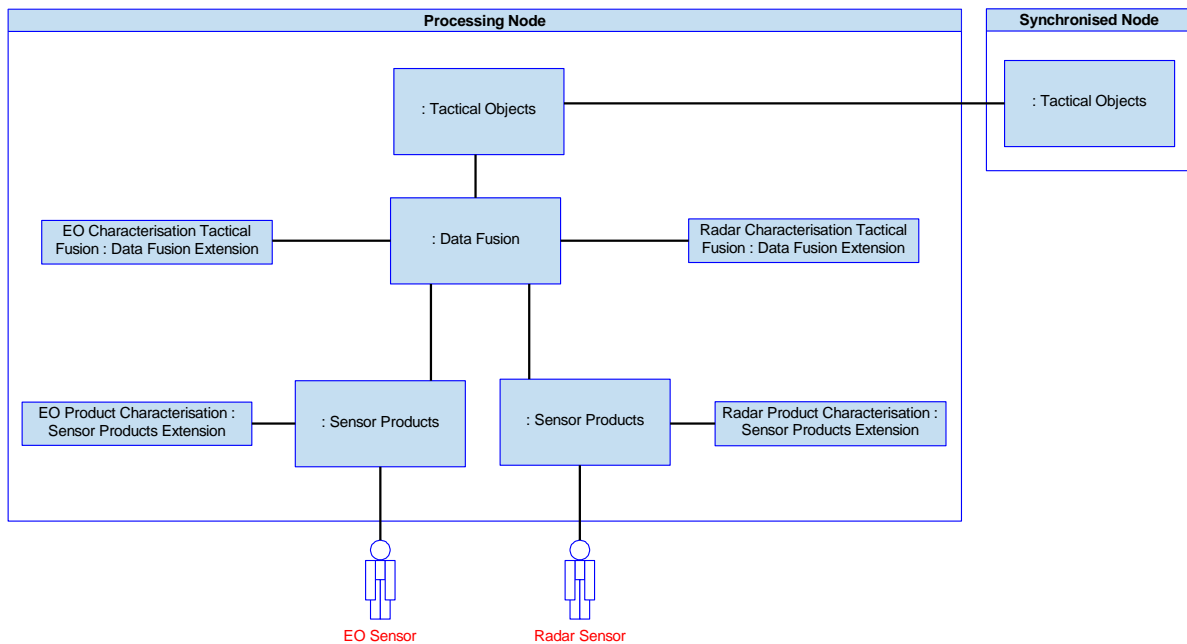 Processing Node
Synchronised Node
: Tactical Objects
: Tactical Objects
EO Characterisation Tactical
Fusion : Data Fusion Extension
: Data Fusion
Radar Characterisation Tactical
Fusion : Data Fusion Extension
EO Product Characterisation :
Sensor Products Extension
: Sensor Products
: Sensor Products
Radar Product Characterisation :
Sensor Products Extension
EO Sensor
Radar Sensor